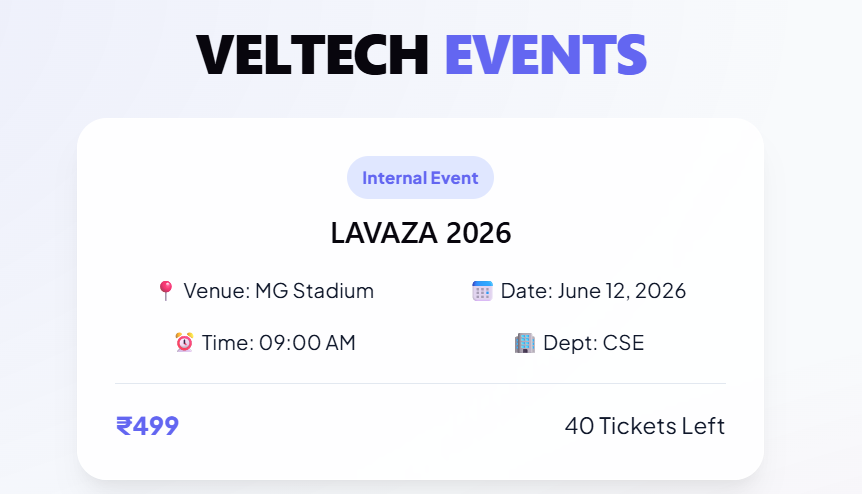 VELTECH EVENTS
Internal Event
LAVAZA 2026
Venue: MG Stadium
Date: June 12, 2026
Time: 09:00 AM
Dept: CSE
₹499
40 Tickets Left